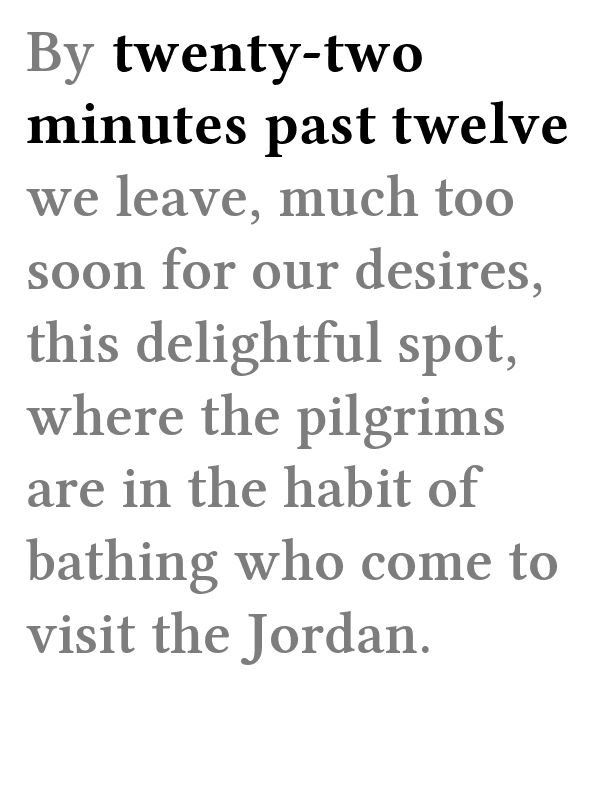 By twenty-two
minutes past twelve
we leave, much too
soon for our desires,
this delightful spot,
where the pilgrims
are in the habit of
bathing who come to
visit the Jordan.